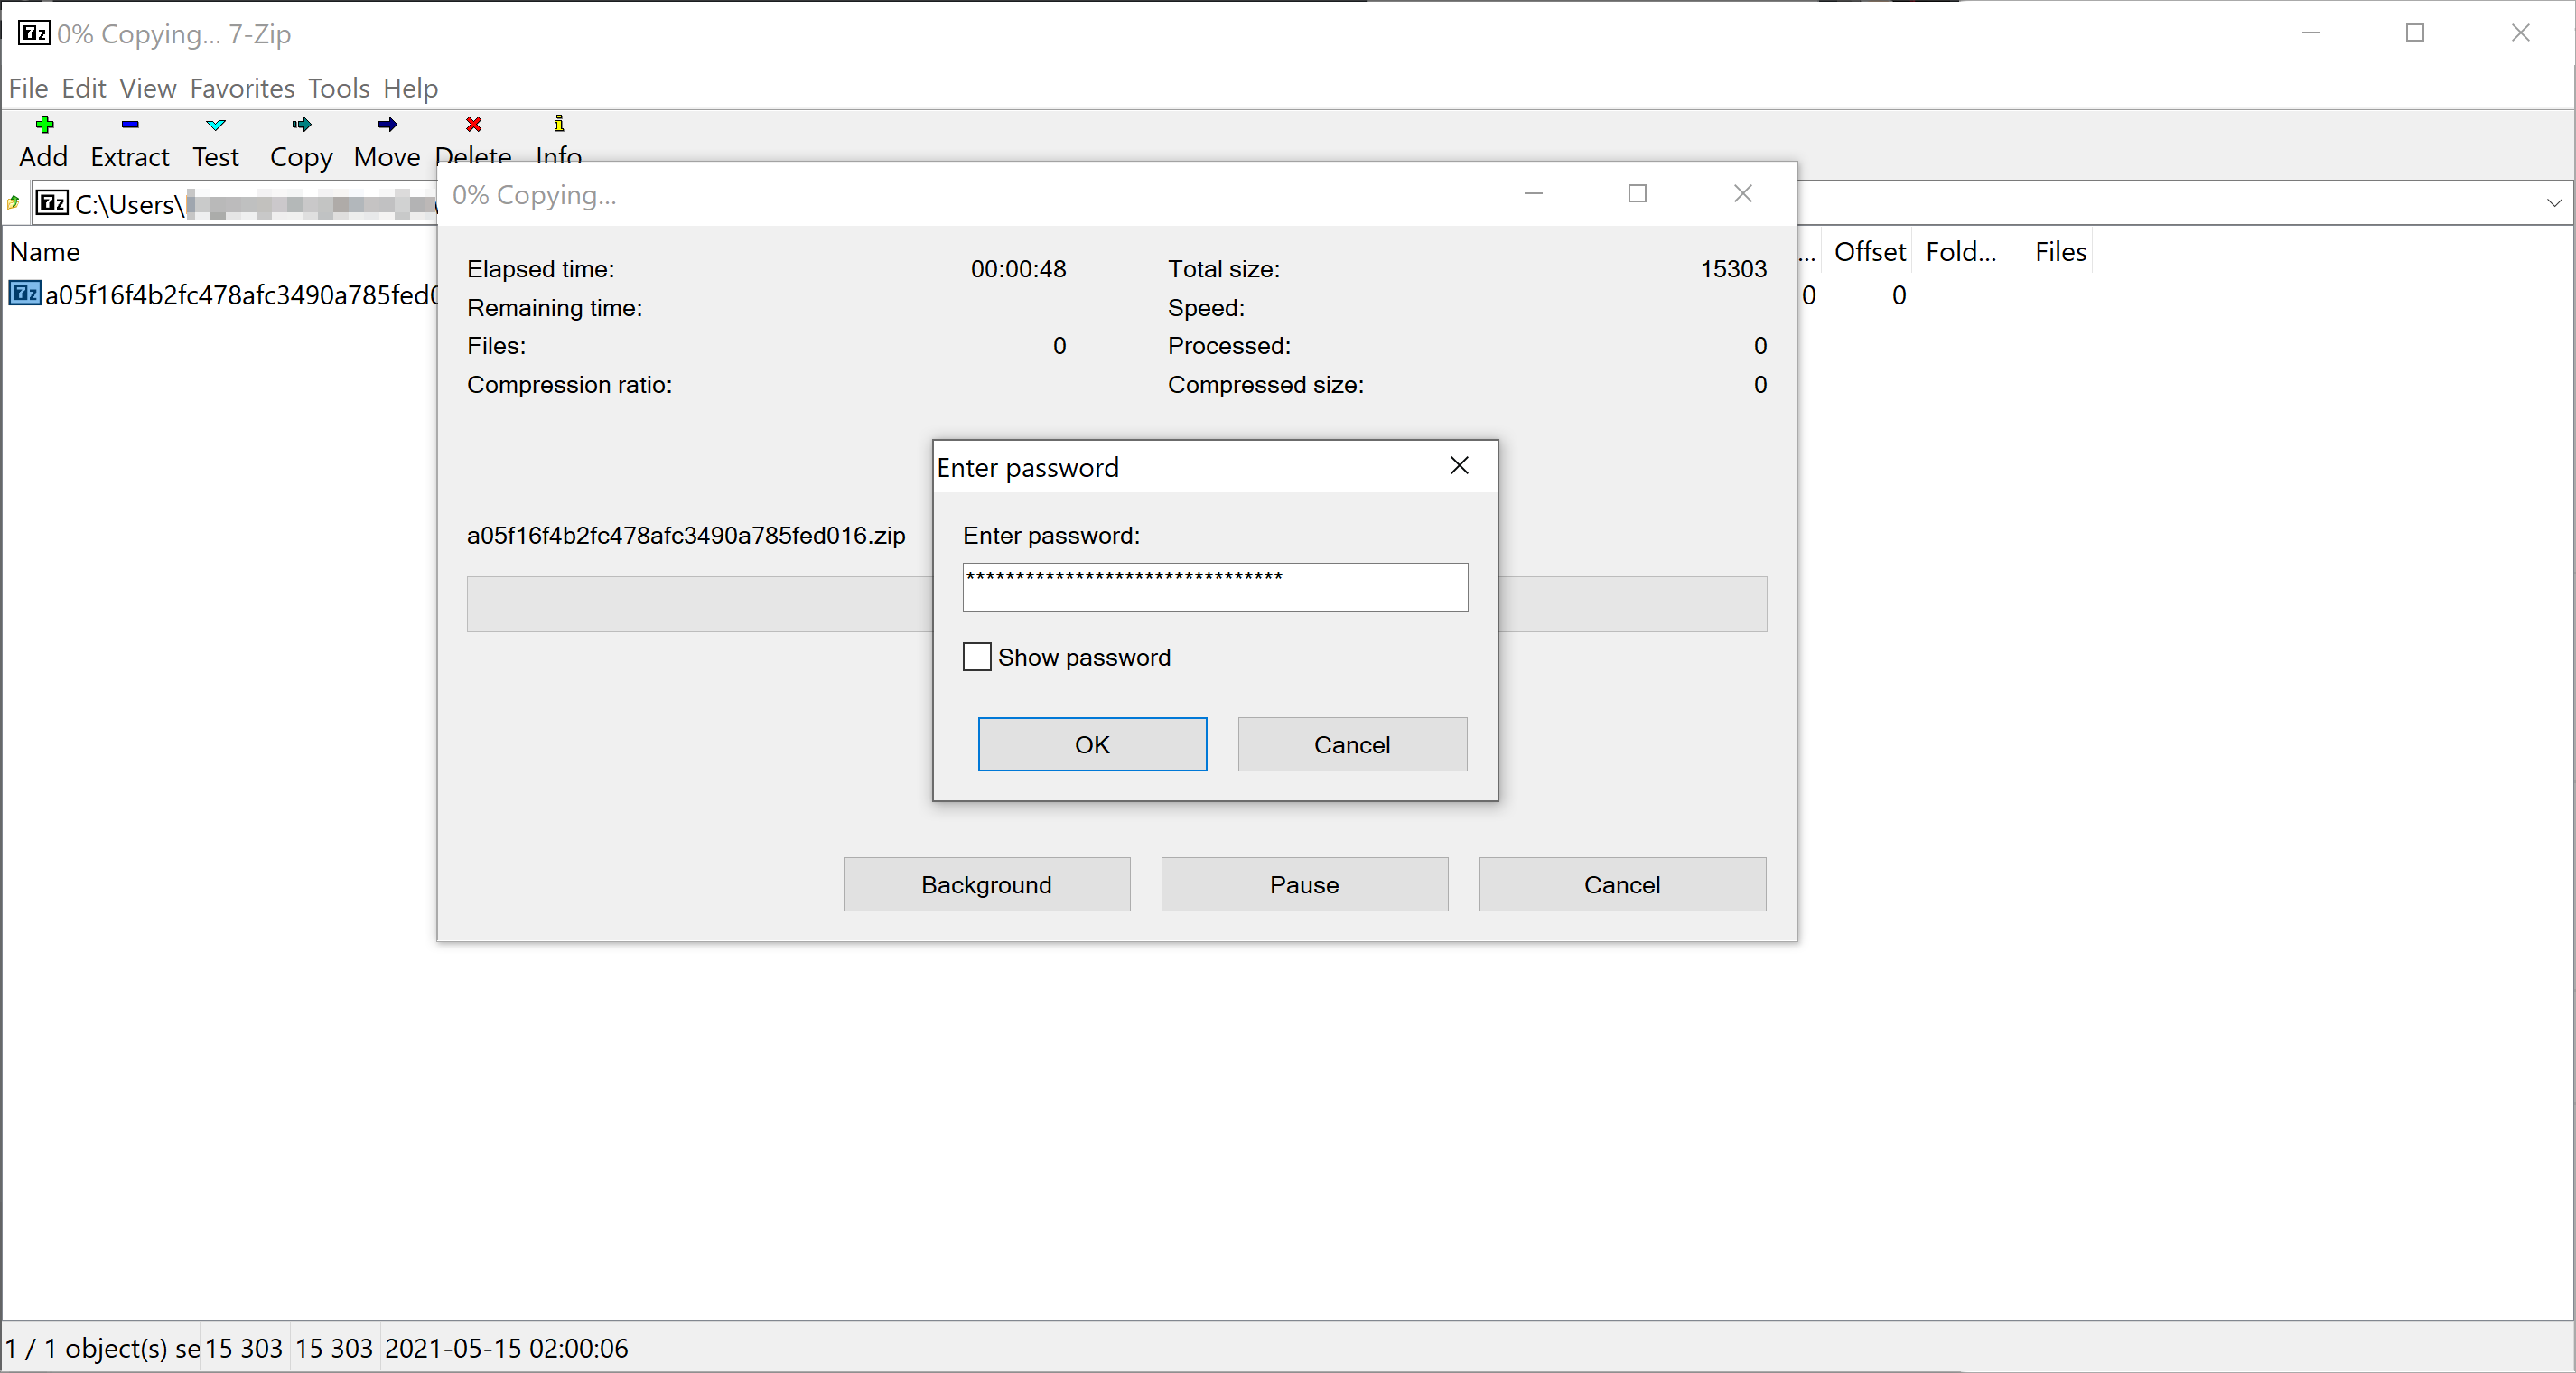 0% Copying... 7-Zip
File Edit View Favorites Tools Help
Add Extract Test Copy Move Delete Info
C:\Users\
Name
... Offset Fold... Files
a05f16f4b2fc478afc3490a785fed0
0 0
0% Copying...
Elapsed time: 00:00:48 Total size: 15303
Remaining time: Speed:
Files: 0 Processed: 0
Compression ratio: Compressed size: 0
a05f16f4b2fc478afc3490a785fed016.zip
Enter password
Enter password:
********************************
Show password
OK Cancel
Background Pause Cancel
1 / 1 object(s) se 15 303 15 303 2021-05-15 02:00:06